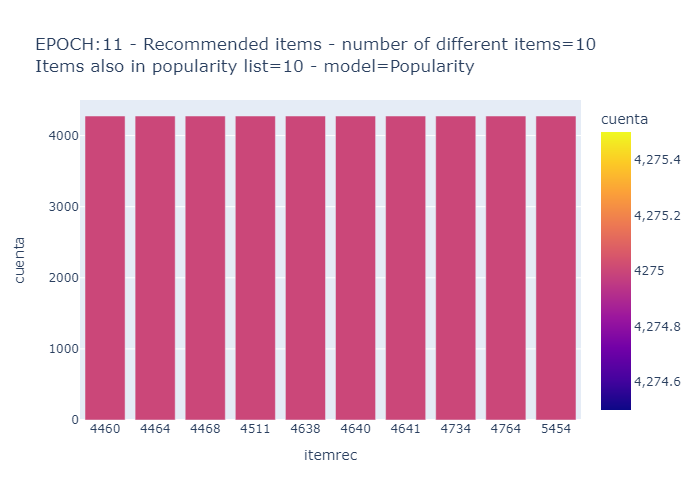 EPOCH:11 - Recommended items - number of different items=10
Items also in popularity list=10 - model=Popularity
cuenta
4000
3000
2000
1000
0
cuenta
4,275.4
4,275.2
4275
4,274.8
4,274.6
4460 4464 4468 4511 4638 4640 4641 4734 4764 5454
itemrec